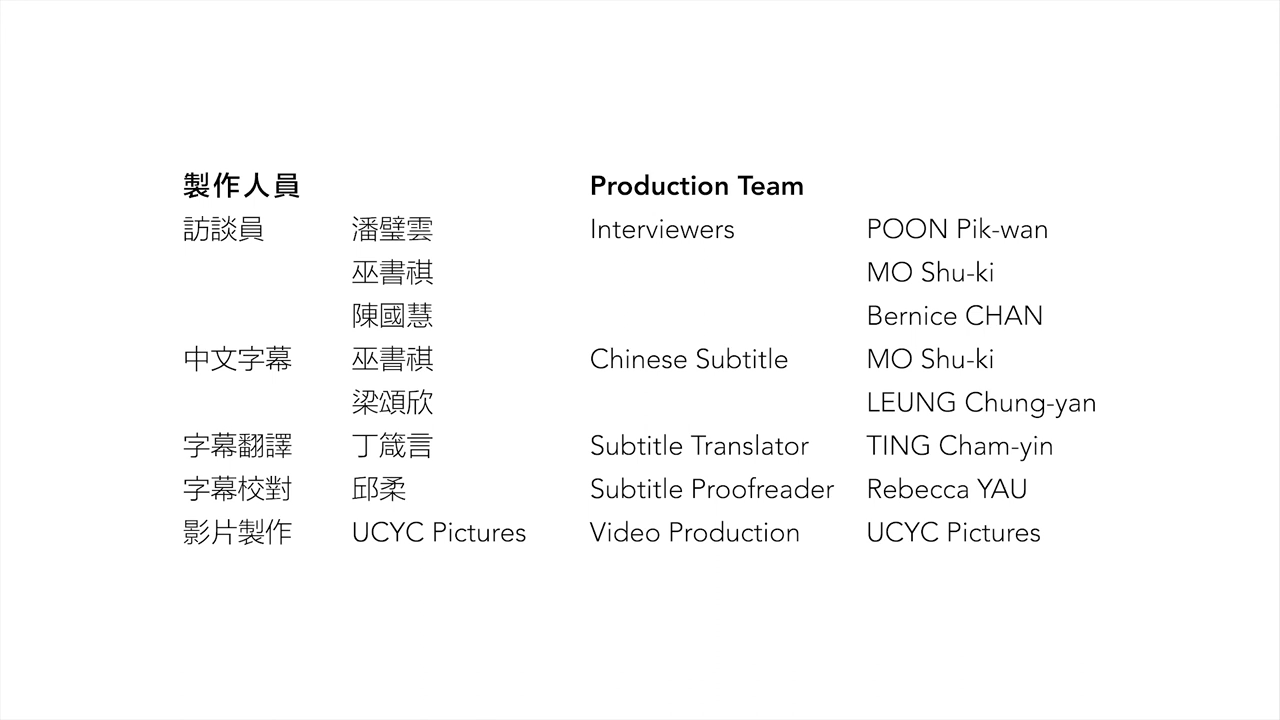 製作人員 Production Team
訪談員 潘璧雲 Interviewers POON Pik-wan
巫書祺 MO Shu-ki
陳國慧 Bernice CHAN
中文字幕 巫書祺 Chinese Subtitle MO Shu-ki
梁頌欣 LEUNG Chung-yan
字幕翻譯 丁箴言 Subtitle Translator TING Cham-yin
字幕校對 邱柔 Subtitle Proofreader Rebecca YAU
影片製作 UCYC Pictures Video Production UCYC Pictures